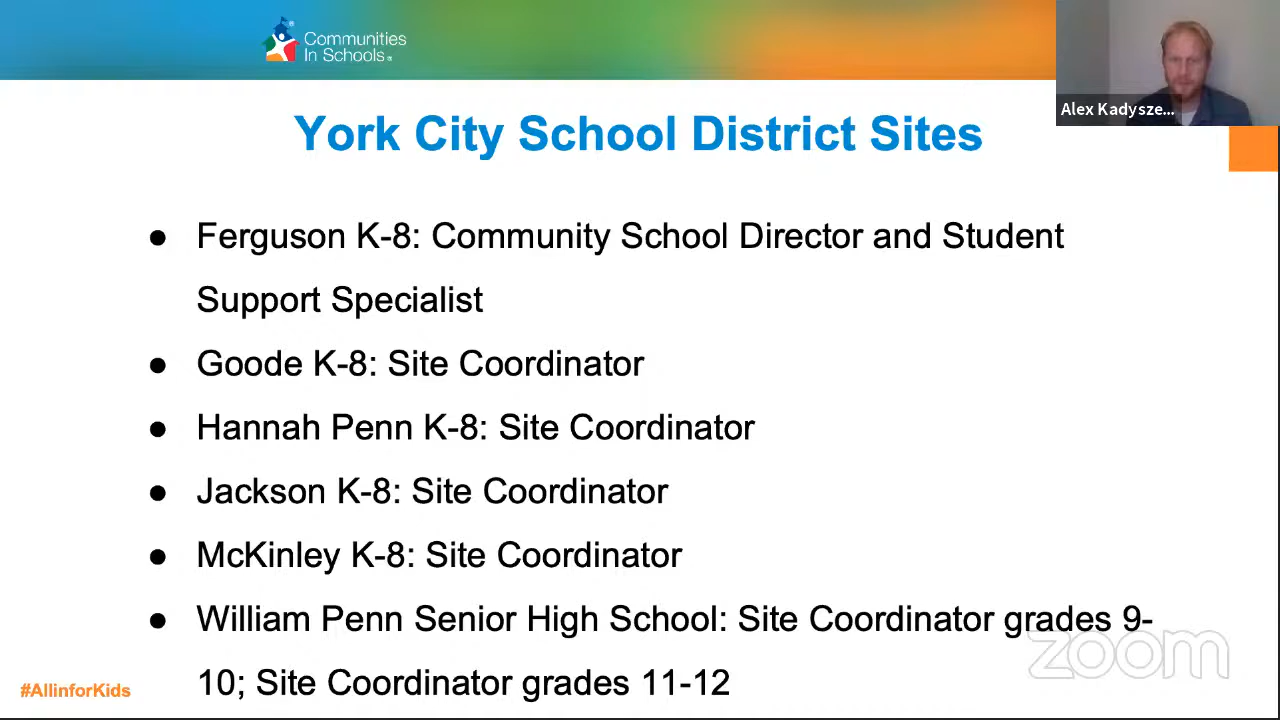 Communities
In Schools®
Alex Kadysze...
York City School District Sites
● Ferguson K-8: Community School Director and Student
Support Specialist
● Goode K-8: Site Coordinator
● Hannah Penn K-8: Site Coordinator
● Jackson K-8: Site Coordinator
● McKinley K-8: Site Coordinator
● William Penn Senior High School: Site Coordinator grades 9-
10; Site Coordinator grades 11-12
zoom
#AllinforKids